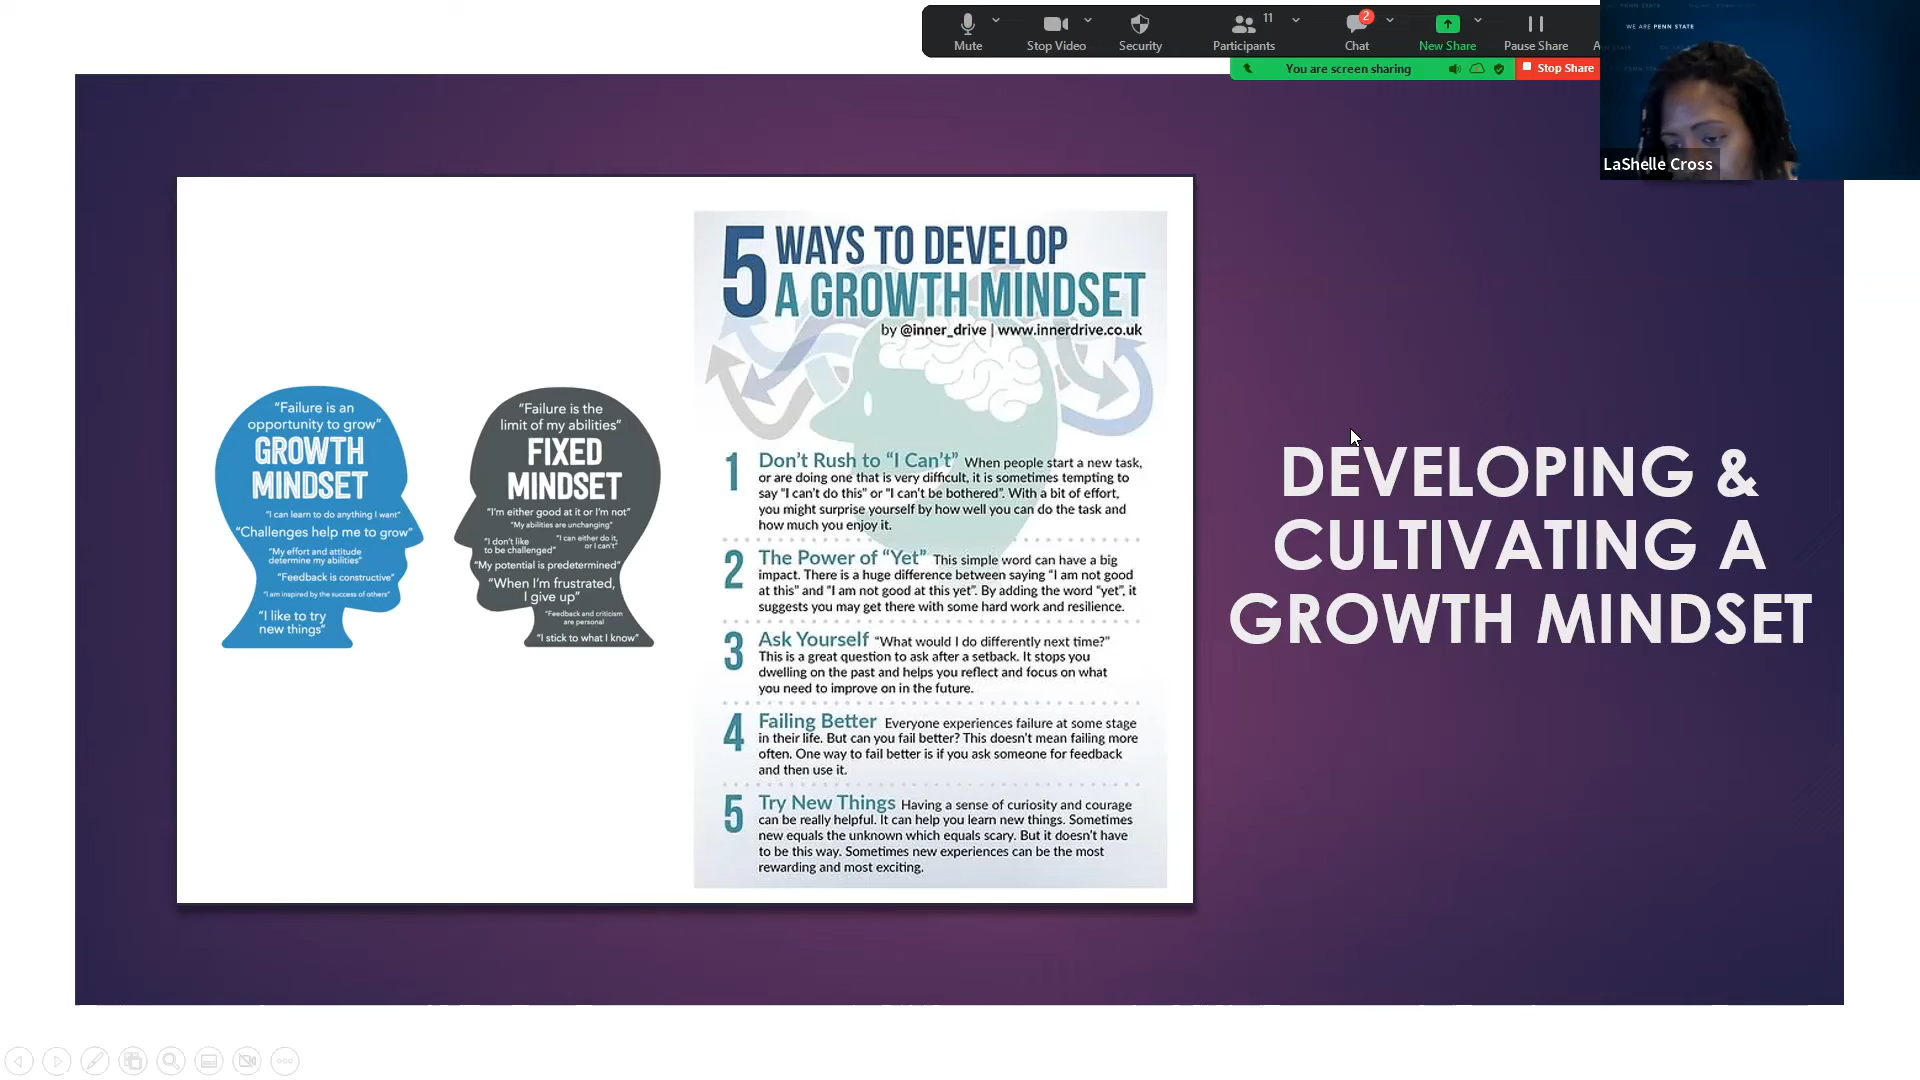 Mute
Stop Video
Security
11
Participants
2
Chat
New Share
Pause Share
You are screen sharing
Stop Share
WE ARE PENN STATE
LaShelle Cross
"Failure is an
opportunity to grow"
GROWTH
MINDSET
"I can learn to do anything I want"
"Challenges help me to grow"
"My effort and attitude
determine my abilities"
"Feedback is constructive"
"I am inspired by the success of others"
"I like to try
new things"
"Failure is the
limit of my abilities"
FIXED
MINDSET
"I'm either good at it or I'm not"
"My abilities are unchanging"
"I don't like
to be challenged"
"I can either do it,
or I can't"
"My potential is predetermined"
"When I'm frustrated,
I give up"
"Feedback and criticism
are personal
"I stick to what I know"
5 WAYS TO DEVELOP
A GROWTH MINDSET
by @inner_drive | www.innerdrive.co.uk
1 Don't Rush to "I Can't" When people start a new task,
or are doing one that is very difficult, it is sometimes tempting to
say "I can't do this" or "I can't be bothered". With a bit of effort,
you might surprise yourself by how well you can do the task and
how much you enjoy it.
2 The Power of "Yet" This simple word can have a big
impact. There is a huge difference between saying "I am not good
at this" and "I am not good at this yet". By adding the word "yet", it
suggests you may get there with some hard work and resilience.
3 Ask Yourself "What would I do differently next time?"
This is a great question to ask after a setback. It stops you
dwelling on the past and helps you reflect and focus on what
you need to improve on in the future.
4 Failing Better Everyone experiences failure at some stage
in their life. But can you fail better? This doesn't mean failing more
often. One way to fail better is if you ask someone for feedback
and then use it.
5 Try New Things Having a sense of curiosity and courage
can be really helpful. It can help you learn new things. Sometimes
new equals the unknown which equals scary. But it doesn't have
to be this way. Sometimes new experiences can be the most
rewarding and most exciting.
DEVELOPING &
CULTIVATING A
GROWTH MINDSET